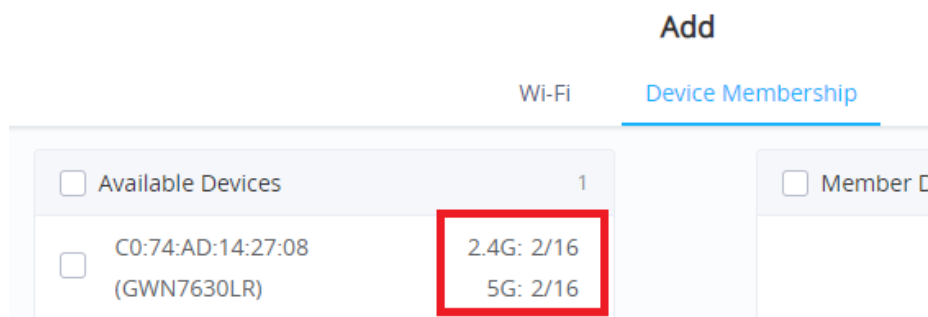 Add
Wi-Fi
Device Membership
Available Devices
1
Member
C0:74:AD:14:27:08
2.4G: 2/16
(GWN7630LR)
5G: 2/16